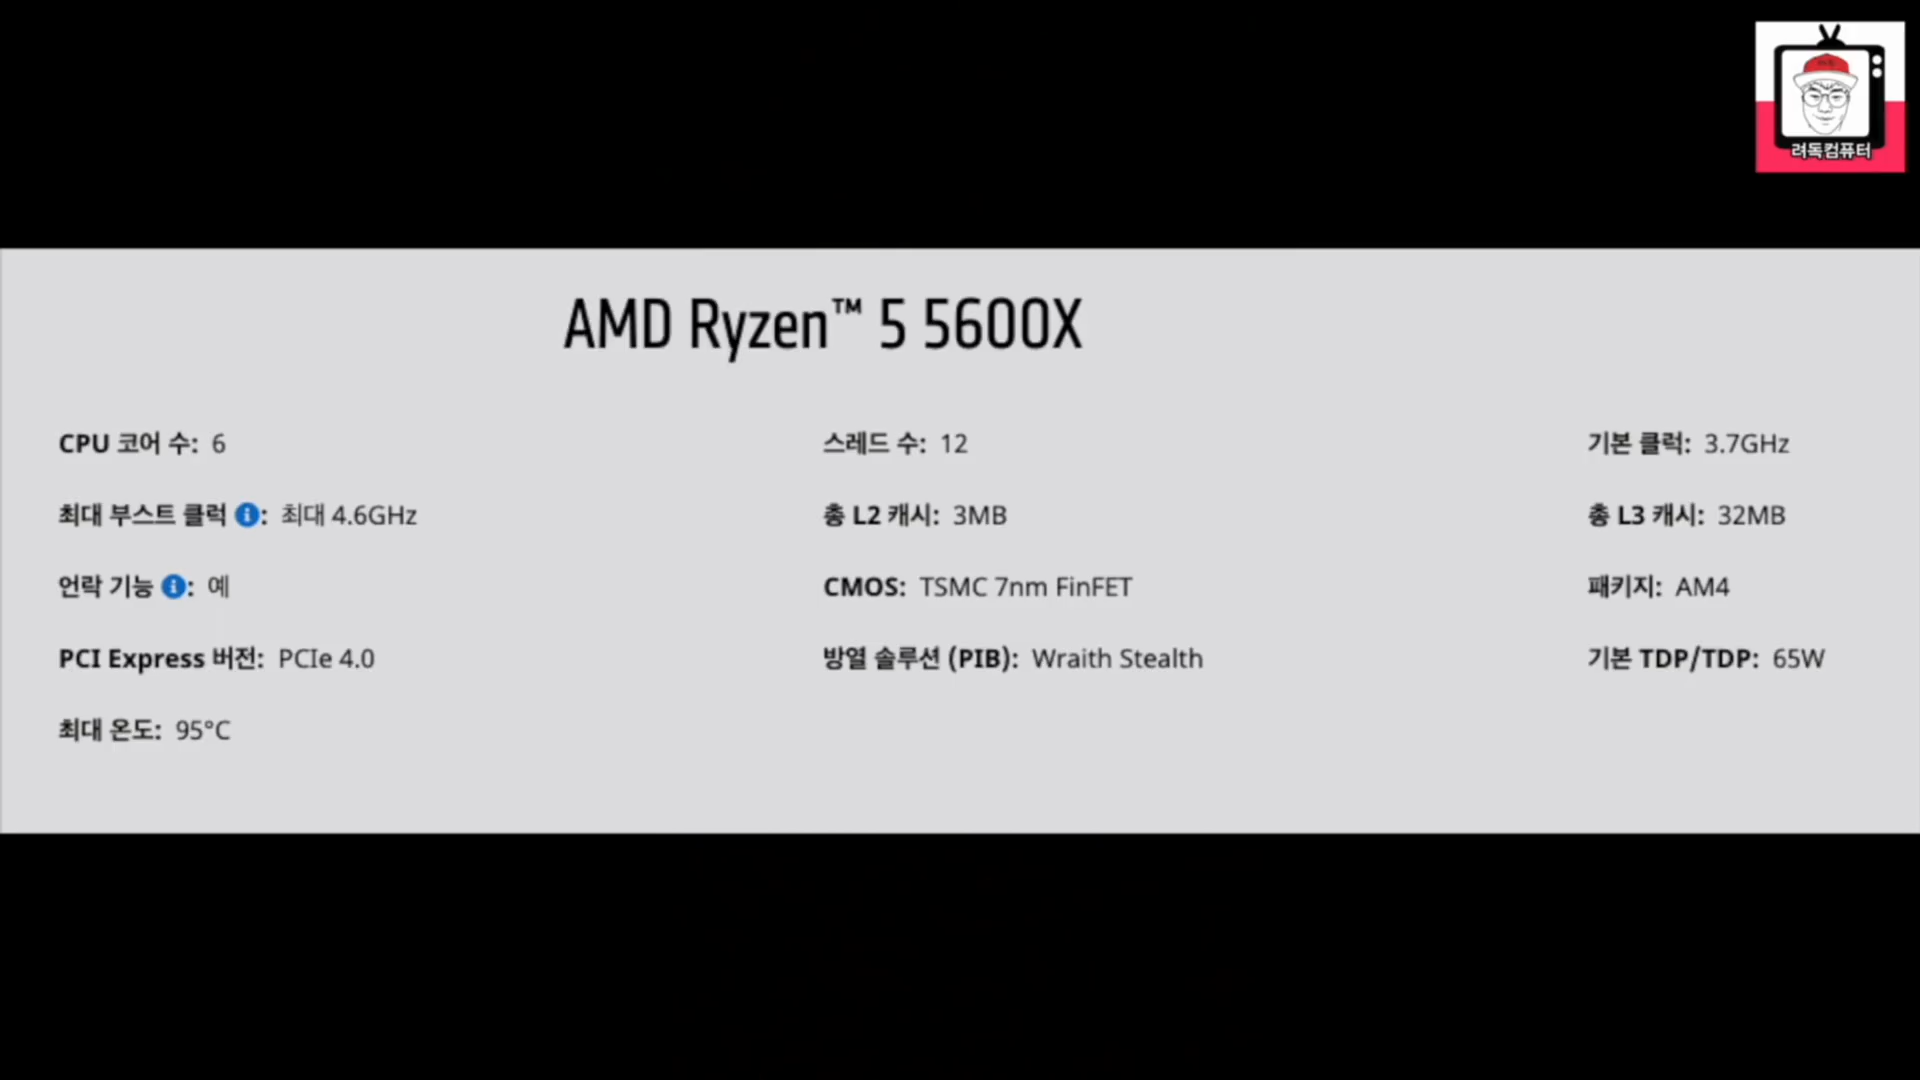 려독컴퓨터
AMD Ryzen™ 5 5600X
CPU 코어 수: 6 스레드 수: 12 기본 클럭: 3.7GHz
최대 부스트 클럭 i: 최대 4.6GHz 총 L2 캐시: 3MB 총 L3 캐시: 32MB
언락 기능 i: 예 CMOS: TSMC 7nm FinFET 패키지: AM4
PCI Express 버전: PCIe 4.0 방열 솔루션 (PIB): Wraith Stealth 기본 TDP/TDP: 65W
최대 온도: 95°C